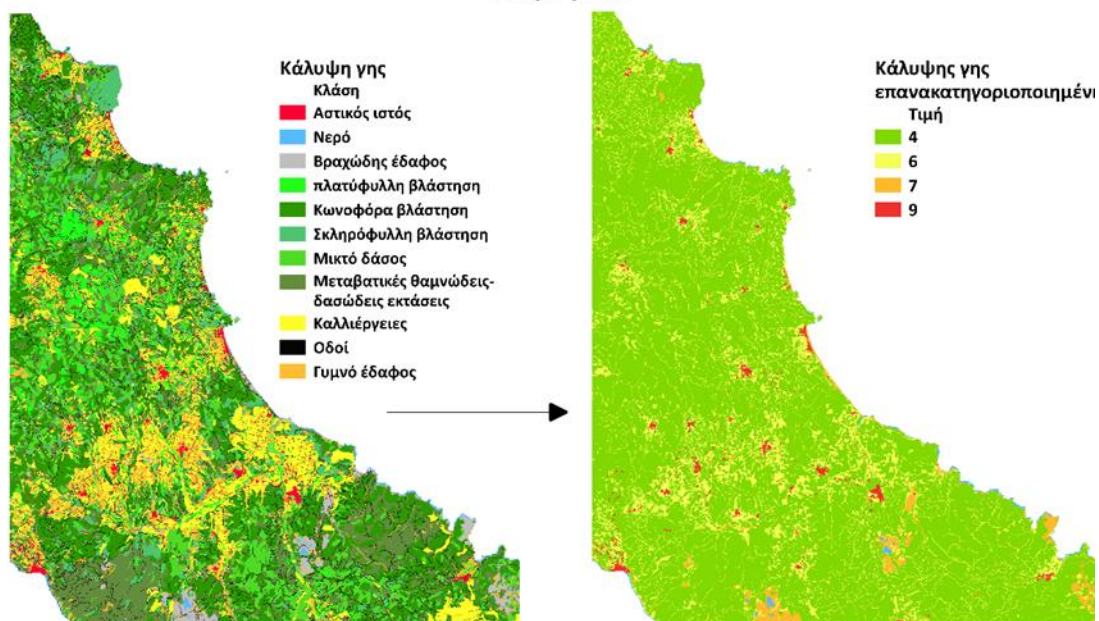 Κάλυψη γης
Κλάση
Αστικός ιστός
Νερό
Βραχώδης έδαφος
πλατύφυλλη βλάστηση
Κωνοφόρα βλάστηση
Σκληρόφυλλη βλάστηση
Μικτό δάσος
Μεταβατικές θαμνώδεις-
δασώδεις εκτάσεις
Καλλιέργειες
Οδοί
Γυμνό έδαφος
Κάλυψης γης
επανακατηγοριοποιημένη
Τιμή
4
6
7
9